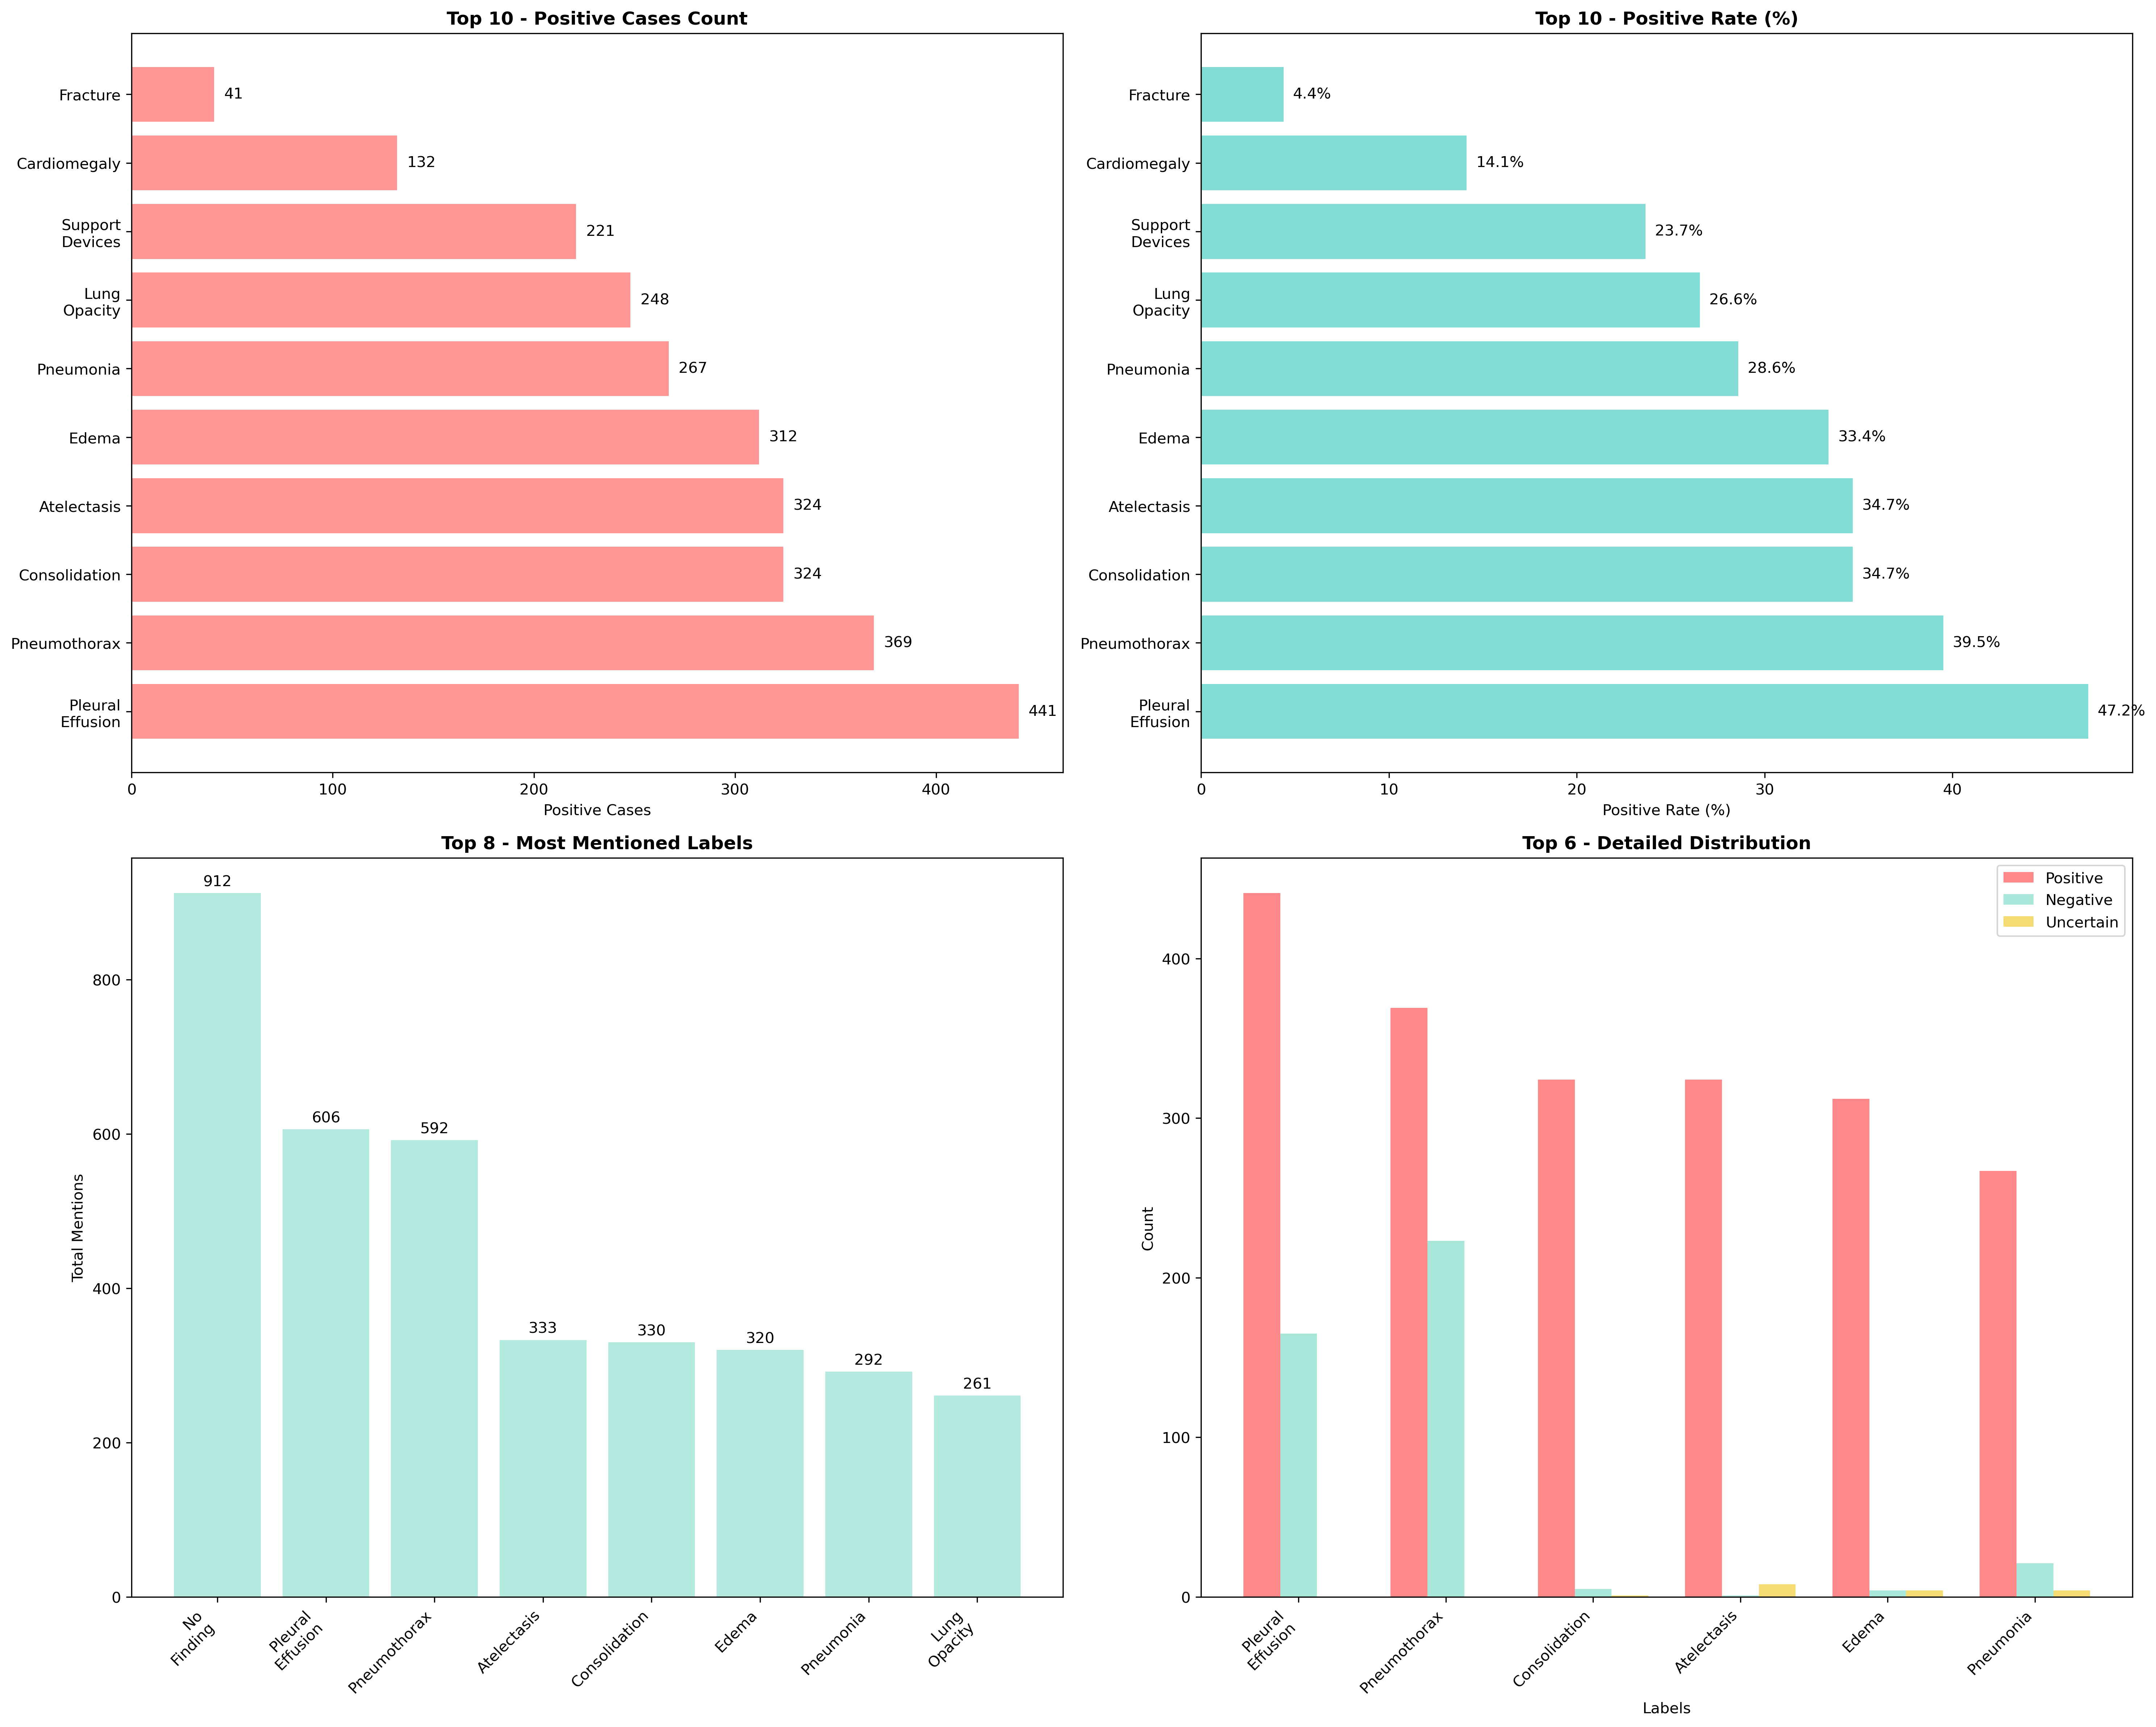 Top 10 - Positive Cases Count
Fracture
41
Cardiomegaly
132
Support
Devices
221
Lung
Opacity
248
Pneumonia
267
Edema
312
Atelectasis
324
Consolidation
324
Pneumothorax
369
Pleural
Effusion
441
0 100 200 300 400
Positive Cases
Top 10 - Positive Rate (%)
Fracture
4.4%
Cardiomegaly
14.1%
Support
Devices
23.7%
Lung
Opacity
26.6%
Pneumonia
28.6%
Edema
33.4%
Atelectasis
34.7%
Consolidation
34.7%
Pneumothorax
39.5%
Pleural
Effusion
47.2%
0 10 20 30 40
Positive Rate (%)
Top 8 - Most Mentioned Labels
Total Mentions
800
600
400
200
0
912
606
592
333
330
320
292
261
No
Finding
Pleural
Effusion
Pneumothorax
Atelectasis
Consolidation
Edema
Pneumonia
Lung
Opacity
Top 6 - Detailed Distribution
Positive
Negative
Uncertain
Count
400
300
200
100
0
Pleural
Effusion
Pneumothorax
Consolidation
Atelectasis
Edema
Pneumonia
Labels